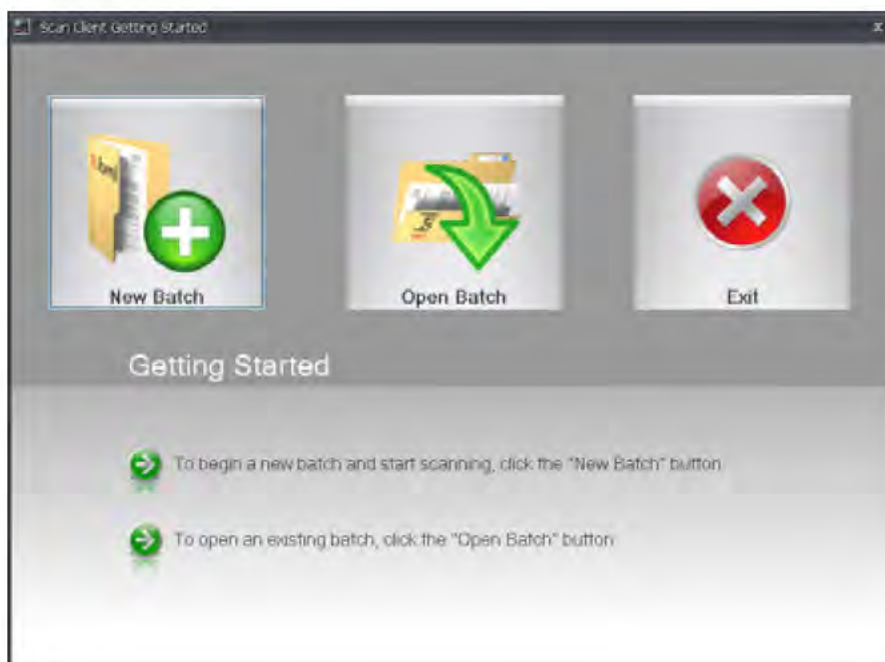 Scan Client Getting Started
New Batch
Open Batch
Exit
Getting Started
To begin a new batch and start scanning, click the "New Batch" button
To open an existing batch, click the "Open Batch" button